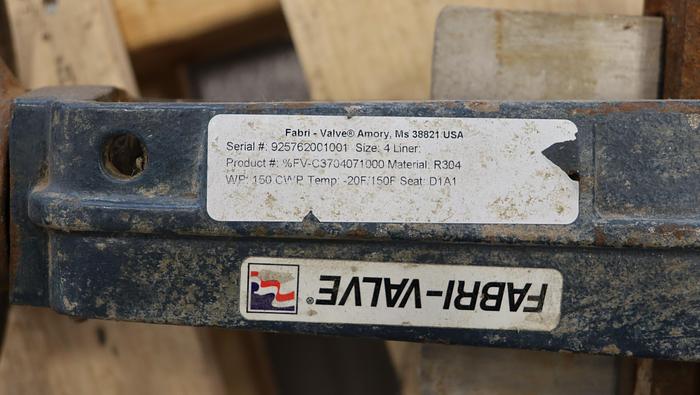 Fabri - Valve® Amory, Ms 38821 USA
Serial #: 925762001001 Size: 4 Liner:
Product #: %FV-C3704071000 Material: R304
WP: 150 CWP Temp: -20F/150F Seat: D1A1
FABRI-VALVE®